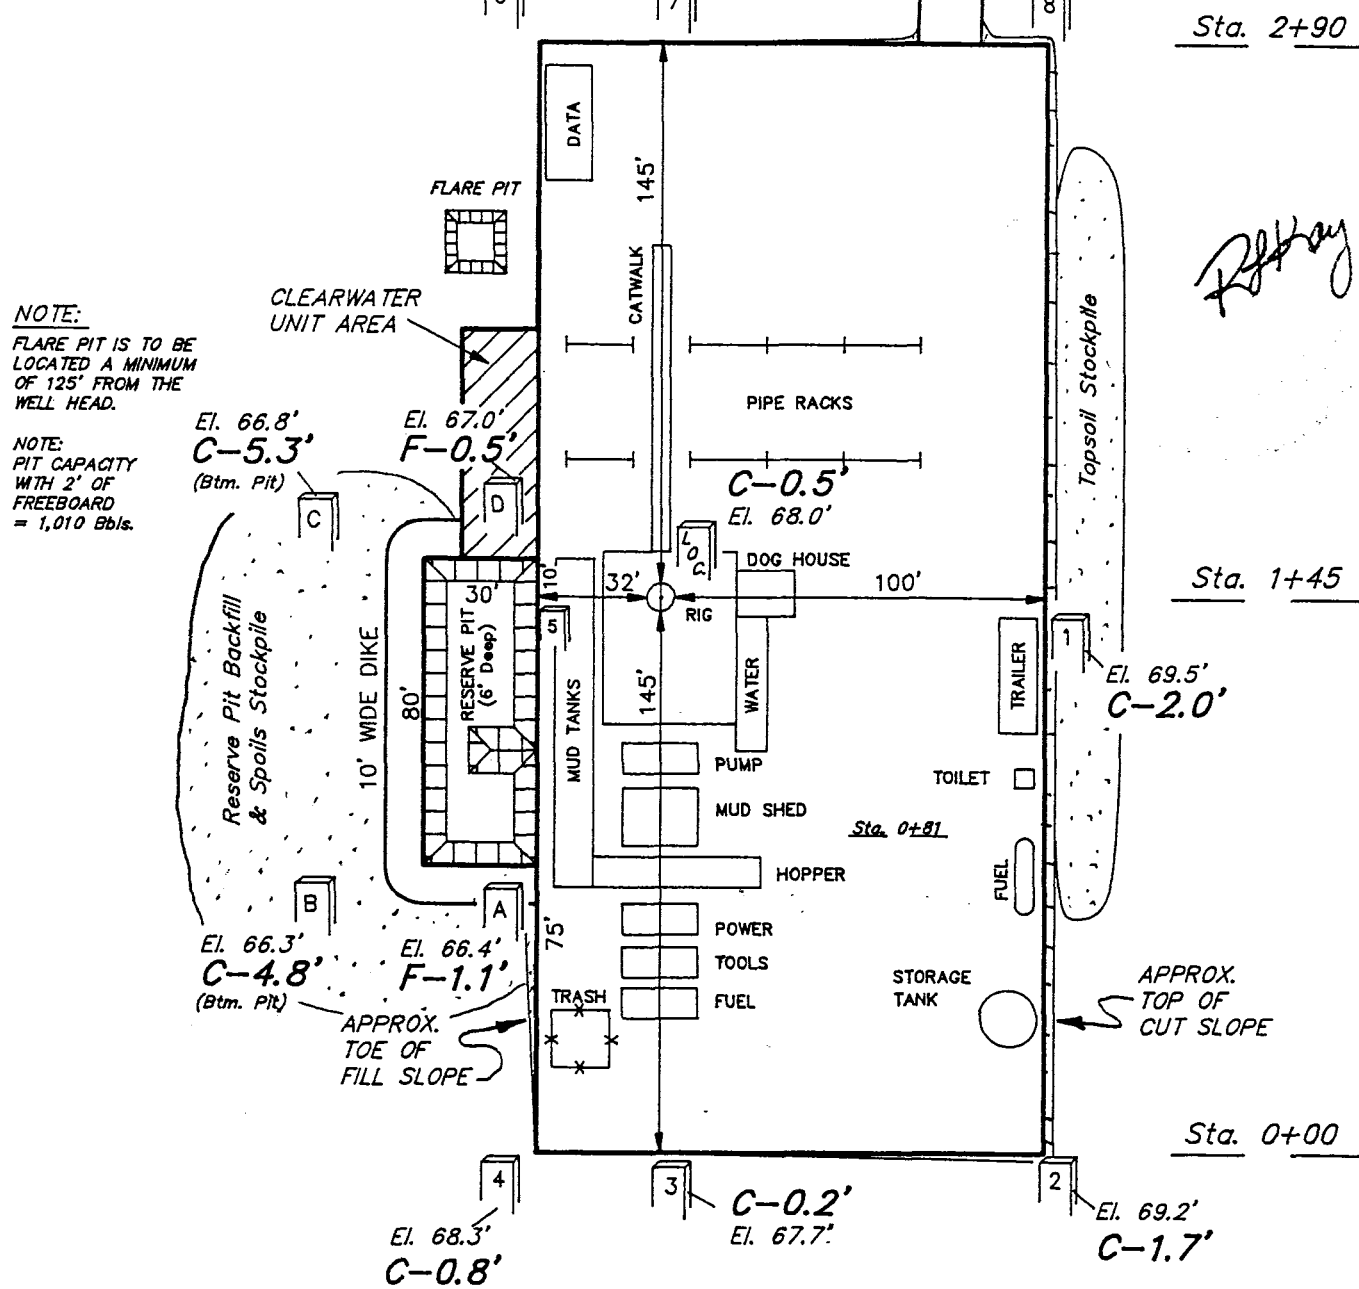 7
8
Sta. 2+90
DATA
145'
FLARE PIT
CATWALK
CLEARWATER
UNIT AREA
NOTE:
FLARE PIT IS TO BE
LOCATED A MINIMUM
OF 125' FROM THE
WELL HEAD.
Topsoil Stockpile
PIPE RACKS
El. 66.8'
C-5.3'
(Btm. Pit)
El. 67.0'
F-0.5'
NOTE:
PIT CAPACITY
WITH 2' OF
FREEBOARD
= 1,010 Bbls.
C
D
C-0.5'
El. 68.0'
LOC.
DOG HOUSE
10'
32'
100'
Sta. 1+45
30'
RIG
5
1
RESERVE PIT
(6' Deep)
Reserve Pit Backfill
& Spoils Stockpile
10' WIDE DIKE
80'
MUD TANKS
145'
WATER
TRAILER
El. 69.5'
C-2.0'
PUMP
TOILET
MUD SHED
Sta. 0+81
HOPPER
FUEL
B
A
El. 66.3'
C-4.8'
(Btm. Pit)
El. 66.4'
F-1.1'
75'
POWER
TOOLS
FUEL
TRASH
STORAGE
TANK
APPROX.
TOP OF
CUT SLOPE
APPROX.
TOE OF
FILL SLOPE
Sta. 0+00
4
3
2
El. 68.3'
C-0.8'
C-0.2'
El. 67.7'
El. 69.2'
C-1.7'